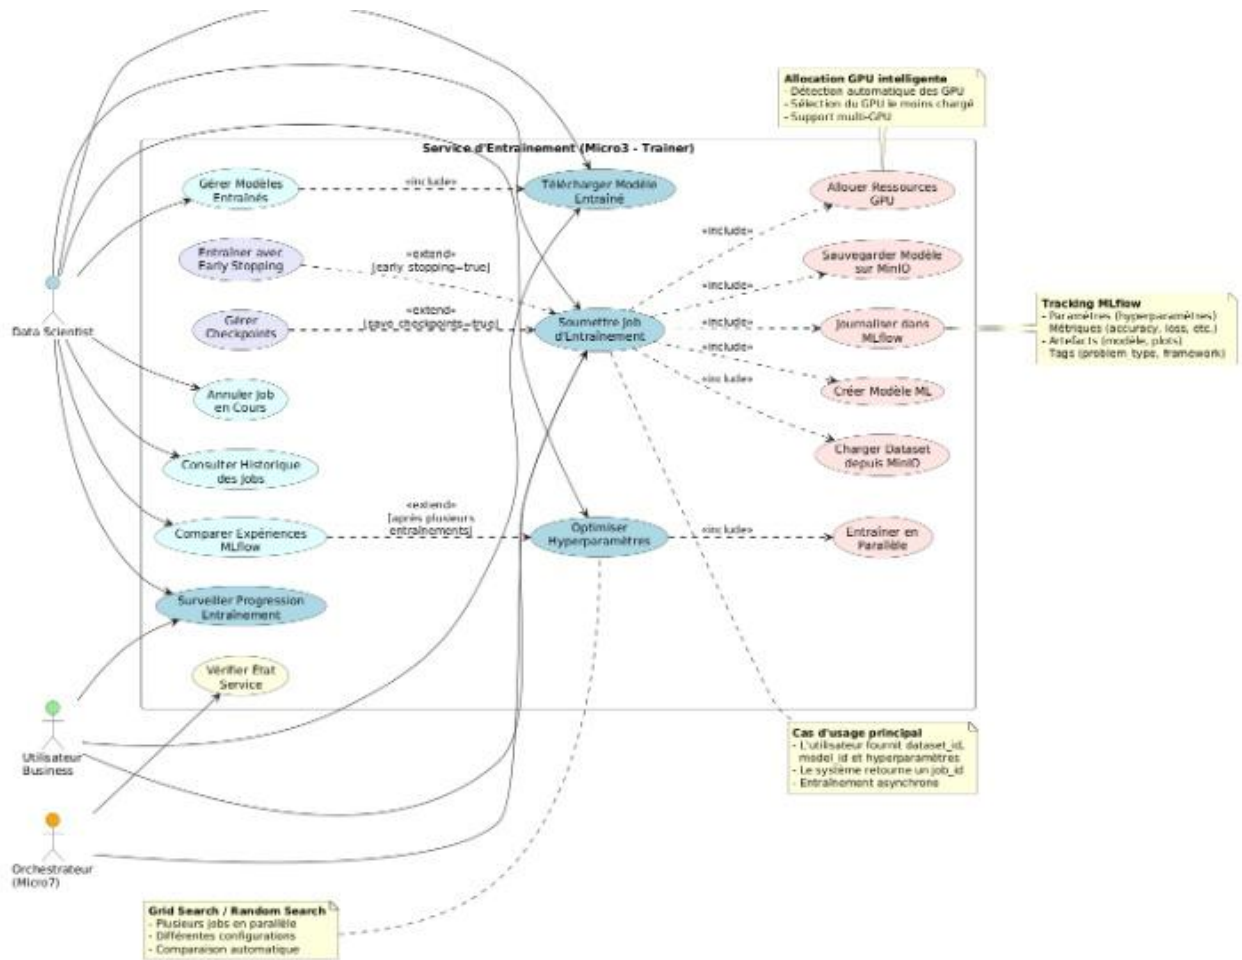 Allocation GPU intelligente
- Détection automatique des GPU
- Sélection du GPU le moins chargé
- Support multi-GPU
Service d'Entraînement (Micro3 - Trainer)
Gérer Modèles
Entraînés
«include»
Télécharger Modèle
Entraîné
Allouer Ressources
GPU
«include»
Entraîner avec
Early Stopping
«extend»
[early stopping=true]
Sauvegarder Modèle
sur MinIO
«include»
Data Scientist
Gérer
Checkpoints
«extend»
[save checkpoints=true]
Soumettre Job
d'Entraînement
«include»
Journaliser dans
MLflow
Tracking MLflow
- Paramètres (hyperparamètres)
Métriques (accuracy, loss, etc.)
- Artefacts (modèle, plots)
Tags (problem type, framework)
«include»
«include»
Annuler Job
en Cours
Créer Modèle ML
Consulter Historique
des Jobs
Charger Dataset
depuis MinIO
Comparer Expériences
MLflow
«extend»
[après plusieurs
entraînements]
Optimiser
Hyperparamètres
«include»
Entraîner en
Parallèle
Surveiller Progression
Entraînement
Vérifier État
Service
Utilisateur
Business
Cas d'usage principal
- L'utilisateur fournit dataset_id,
model_id et hyperparamètres
- Le système retourne un job_id
- Entraînement asynchrone
Orchestrateur
(Micro7)
Grid Search / Random Search
- Plusieurs jobs en parallèle
- Différentes configurations
- Comparaison automatique